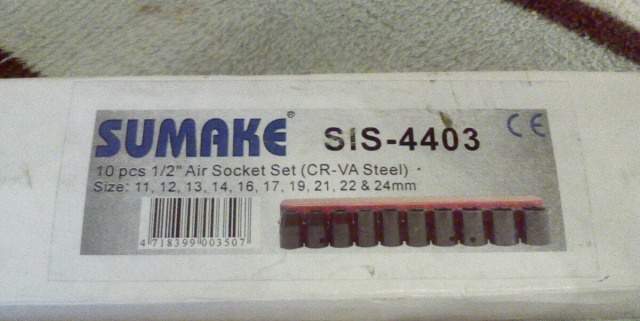 SUMAKE® SIS-4403 CE
10 pcs 1/2" Air Socket Set (CR-VA Steel) ·
Size: 11, 12, 13, 14, 16, 17, 19, 21, 22 & 24mm
4 718399 003507